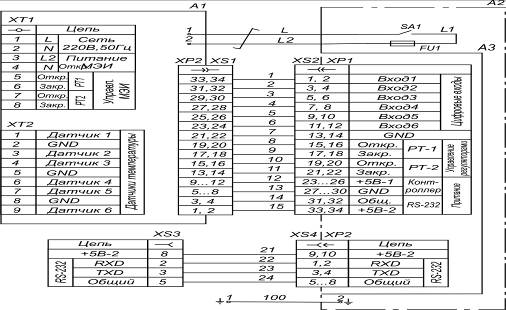 A1
A2
XT1
Цепь
1 L Сеть
2 N 220В,50Гц
3 L2 Питание
4 N Откр. МЭИ
5 Откр. РТ1
6 Закр.
7 Откр. РТ2
8 Закр.
Управл. МЭИ
XT2
1 Датчик 1
2 GND
3 Датчик 2
4 Датчик 3
5 GND
6 Датчик 4
7 Датчик 5
8 GND
9 Датчик 6
Датчики температуры
1 L
2 L2
SA1 L1
FU1
A3
XP2 XS1
33,34
31,32
29,30
27,28
25,26
23,24
21,22
19,20
17,18
15,16
13,14
9...12
5...8
3, 4
1, 2
1
2
3
4
5
6
7
8
9
10
11
12
13
14
15
XS2 XP1
1, 2 Вход1
3, 4 Вход2
5, 6 Вход3
7, 8 Вход4
9,10 Вход5
11,12 Вход6
13,14 GND
15,16 Откр. РТ-1
17,18 Закр.
19,20 Откр. РТ-2
21,22 Закр.
23...26 +5В-1 Конт-
27...30 GND роллер
31,32 Общ. RS-232
33,34 +5В-2
Цифровые входы
Управление регуляторами
Питание
XS3
Цепь
+5В-2 8
RXD 2
TXD 3
Общий 5
RS-232
21
22
23
24
XS4 XP2
Цепь
9,10 +5В-2
1,2 RXD
3,4 TXD
5...8 Общий
RS-232
1 100 2